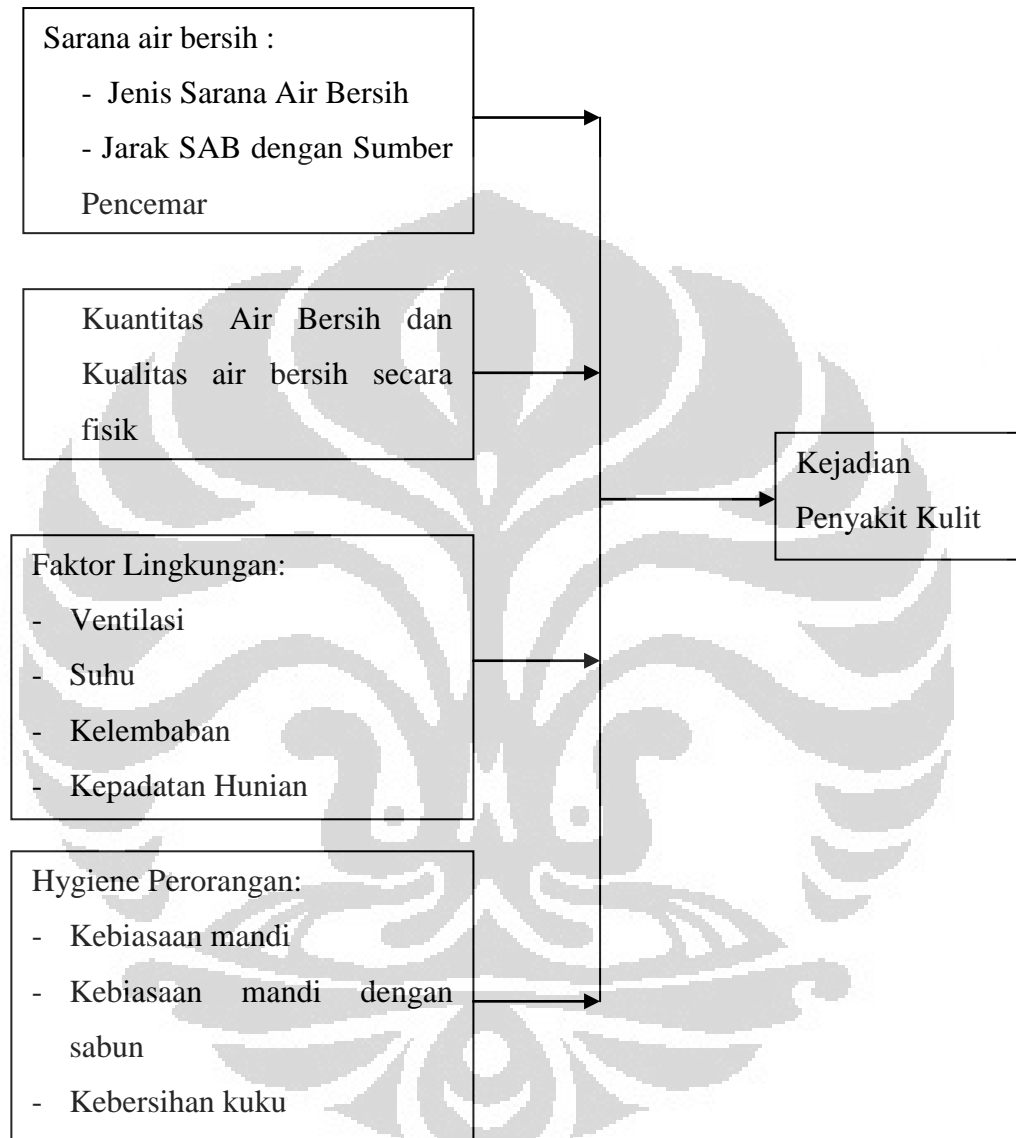 Sarana air bersih :
- Jenis Sarana Air Bersih
- Jarak SAB dengan Sumber
Pencemar
Kuantitas Air Bersih dan
Kualitas air bersih secara
fisik
Kejadian
Penyakit Kulit
Faktor Lingkungan:
- Ventilasi
- Suhu
- Kelembaban
- Kepadatan Hunian
Hygiene Perorangan:
- Kebiasaan mandi
- Kebiasaan mandi dengan
sabun
- Kebersihan kuku